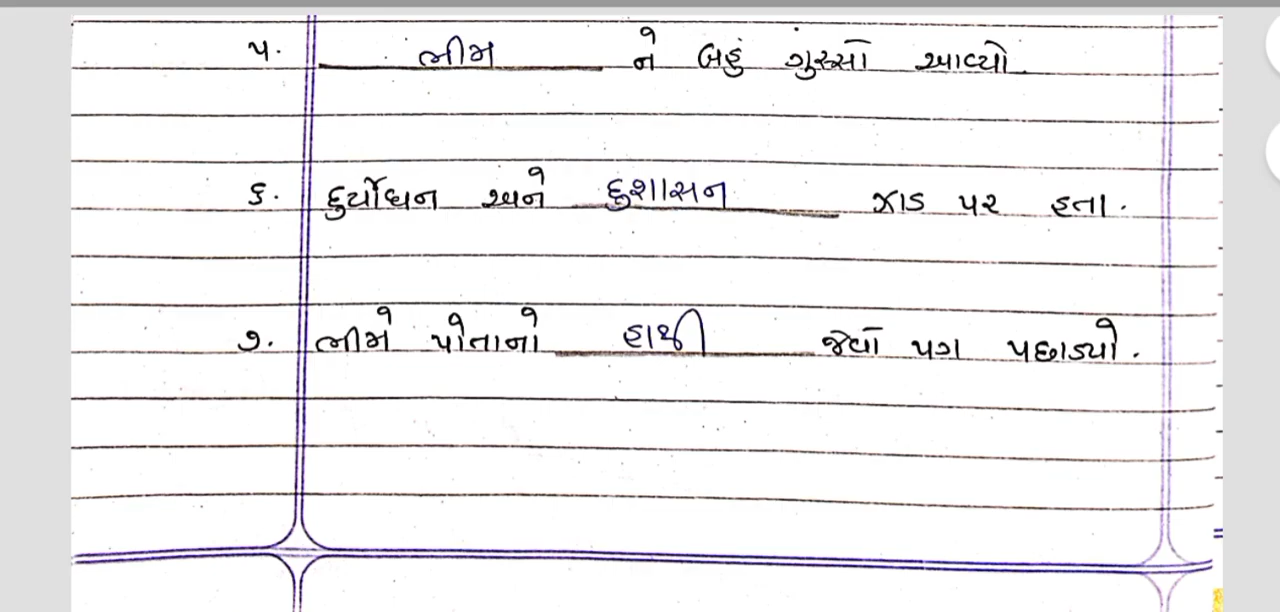 ૫. ભીમ ને બહું ગુસ્સો આવ્યો.
૬. દુર્યોધન અને દુશાસન ઝાડ પર હતા.
૭. ભીમે પોતાનો હાથી જેવો પગ પછાડ્યો.